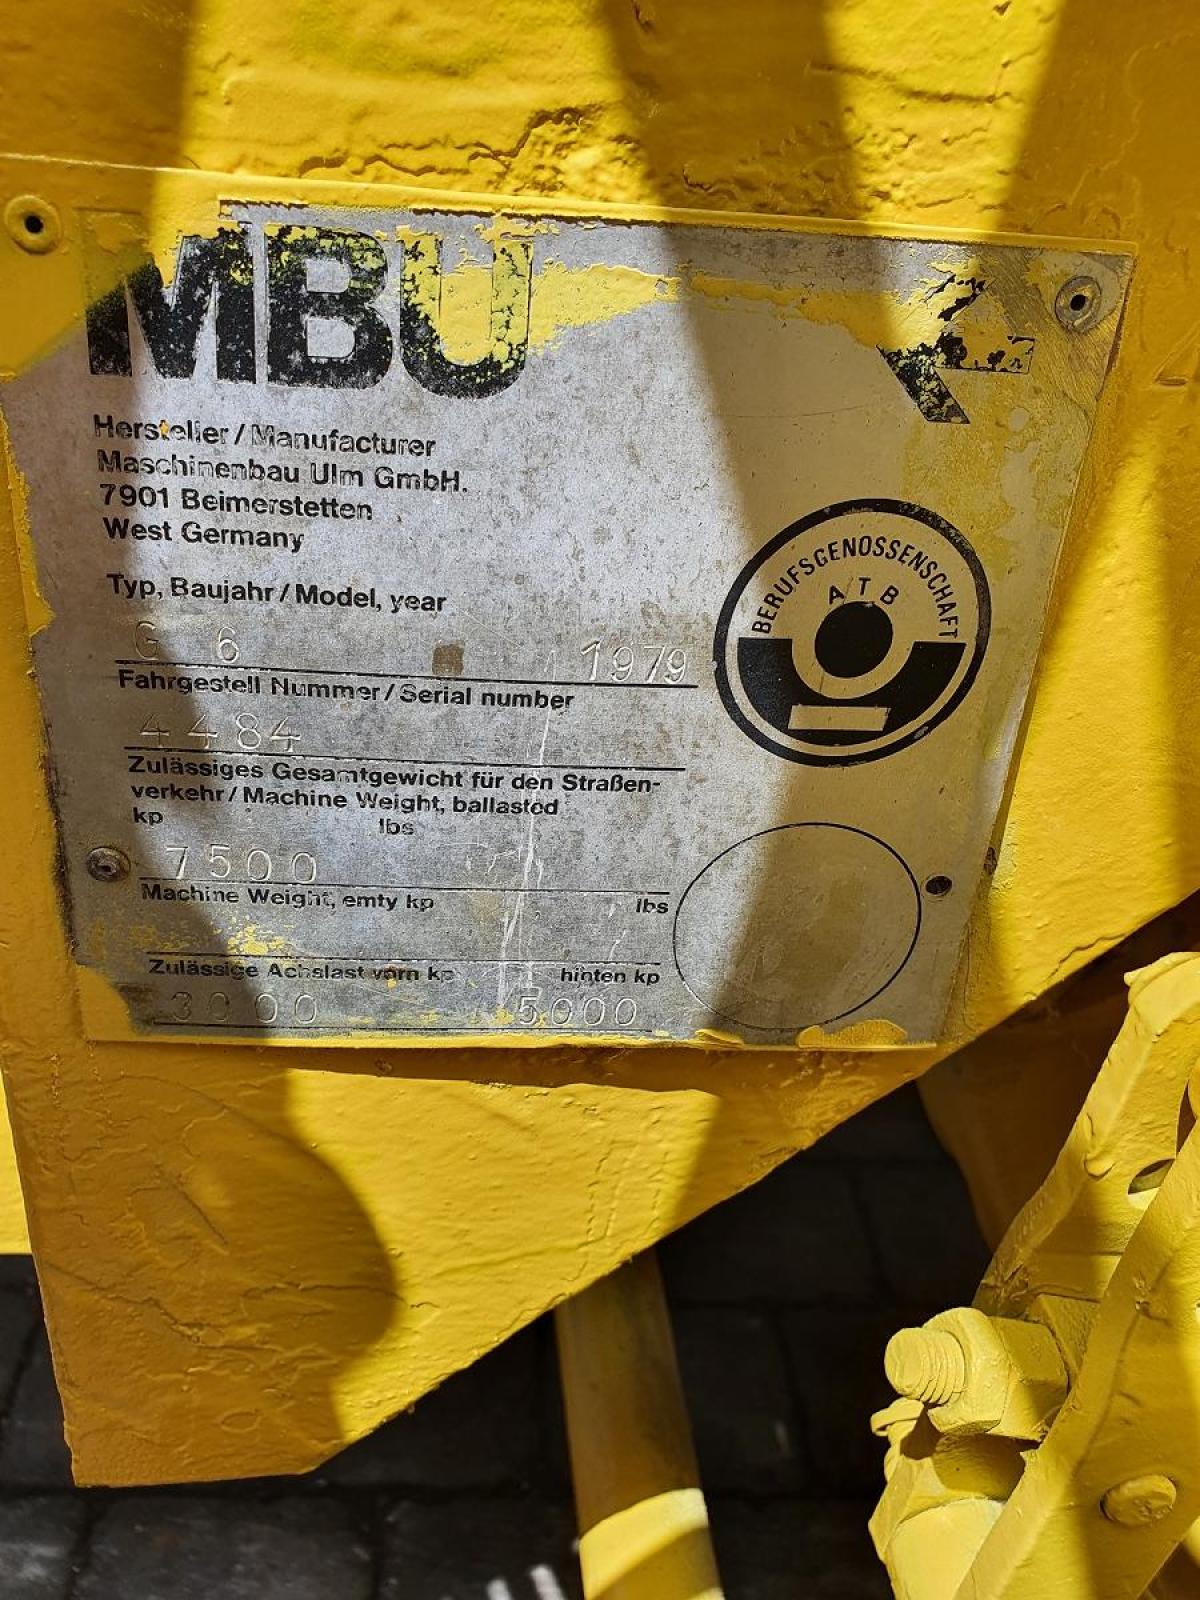 MBU
Hersteller / Manufacturer
Maschinenbau Ulm GmbH.
7901 Beimerstetten
West Germany
Typ, Baujahr / Model, year
G 6 1979
Fahrgestell Nummer / Serial number
4484
Zulässiges Gesamtgewicht für den Straßen-
verkehr / Machine Weight, ballasted
kp lbs
7500
Machine Weight, emty kp lbs
Zulässige Achslast vorn kp hinten kp
3000 5000
BERUFSGENOSSENSCHAFT
ATB